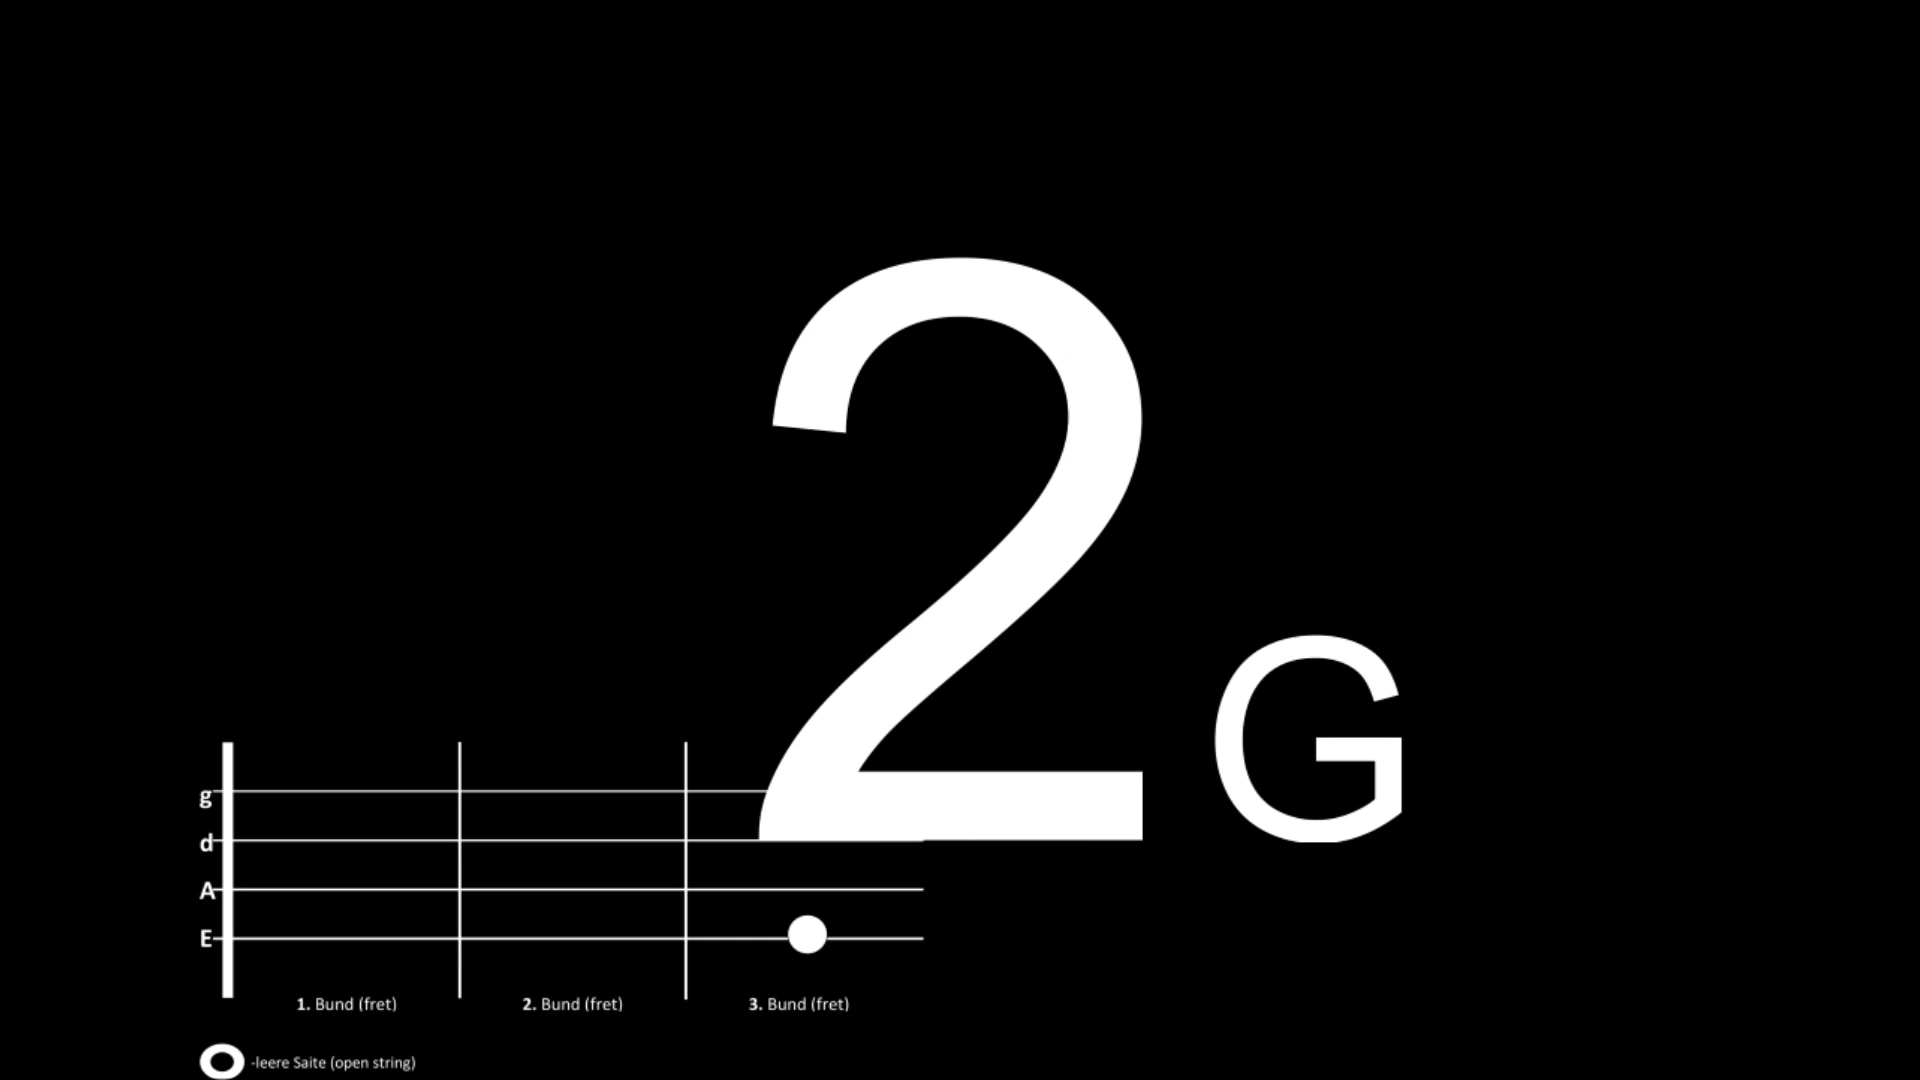 2 G
g
d
A
E
1. Bund (fret) 2. Bund (fret) 3. Bund (fret)
-leere Saite (open string)